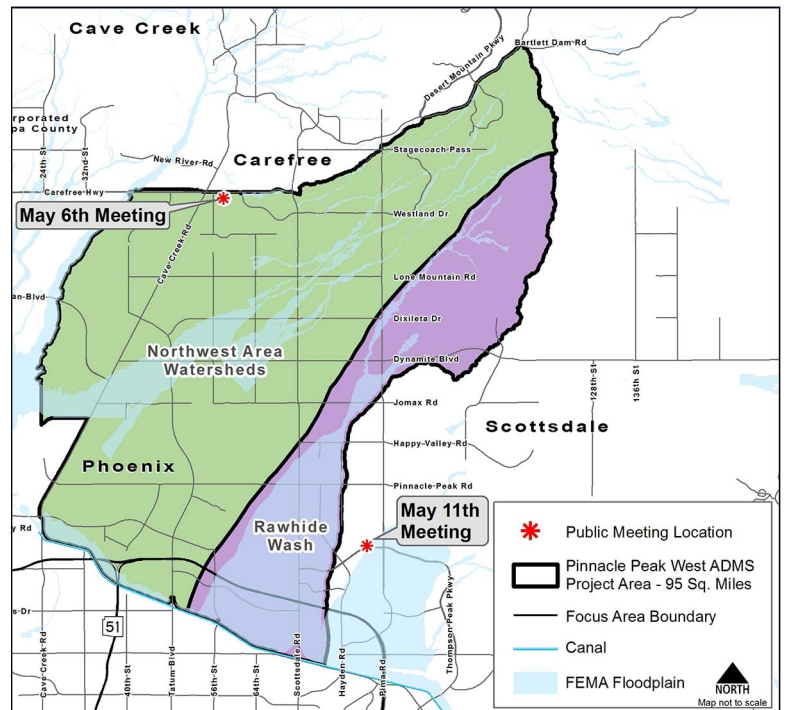 Cave Creek
Bartlett Dam Rd
Desert Mountain Pkwy
rporated
pa County
24th St
32nd St
New River Rd
Carefree
Stagecoach Pass
Carefree Hwy
May 6th Meeting
Westland Dr
Cave Creek Rd
Lone Mountain Rd
an Blvd
Dixileta Dr
Northwest Area
Watersheds
Dynamite Blvd
128th St
136th St
Jomax Rd
Scottsdale
Happy Valley Rd
Phoenix
Pinnacle Peak Rd
May 11th
Meeting
y Rd
Rawhide
Wash
s Dr
51
Cave Creek Rd
40th St
Tatum Blvd
56th St
64th St
Scottsdale Rd
Hayden Rd
Pima Rd
Thompson Peak Pkwy
Public Meeting Location
Pinnacle Peak West ADMS
Project Area - 95 Sq. Miles
Focus Area Boundary
Canal
FEMA Floodplain
NORTH
Map not to scale